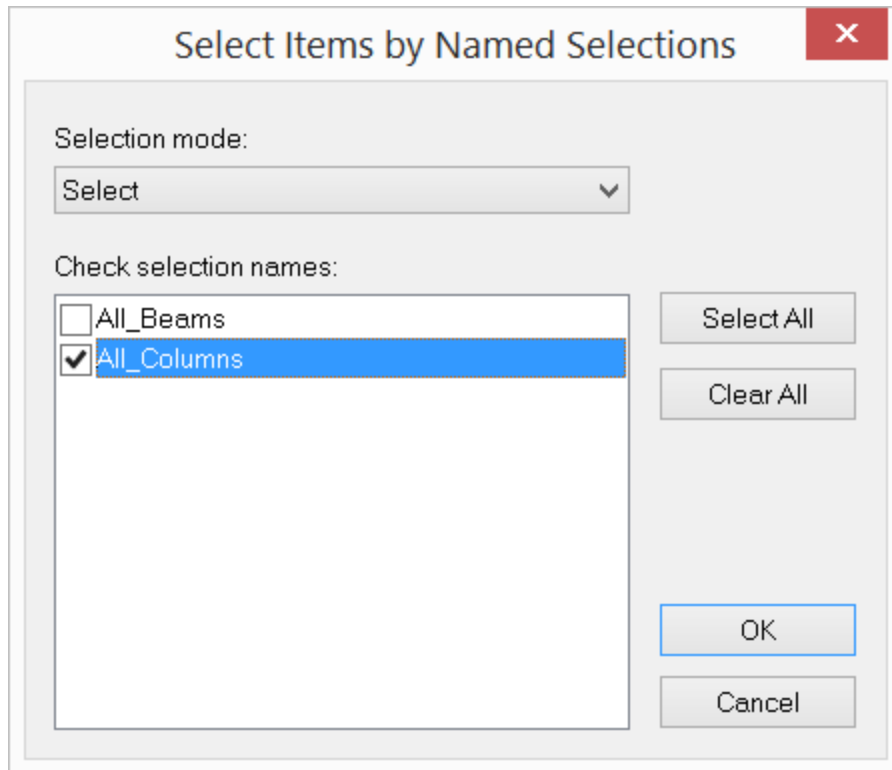 Select Items by Named Selections
Selection mode:
Select
Check selection names:
All_Beams
All_Columns
Select All
Clear All
OK
Cancel